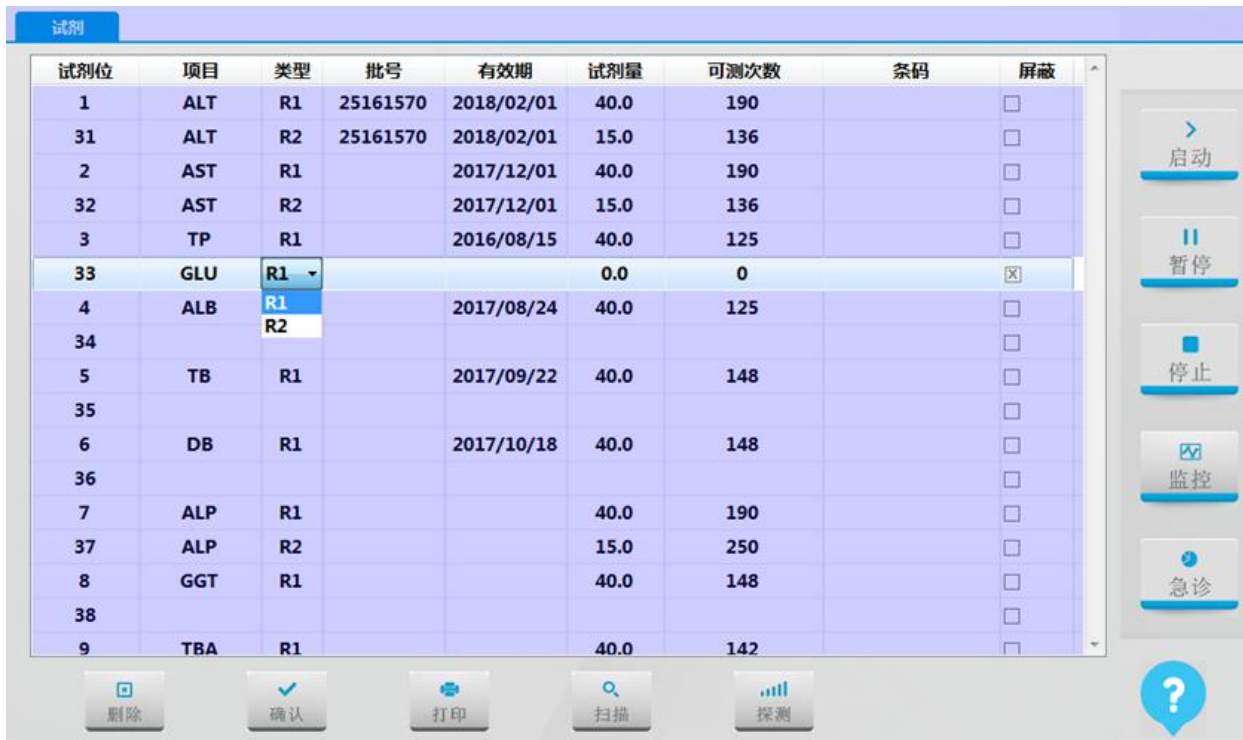 试剂
试剂位 项目 类型 批号 有效期 试剂量 可测次数 条码 屏蔽
1 ALT R1 25161570 2018/02/01 40.0 190
31 ALT R2 25161570 2018/02/01 15.0 136
2 AST R1 2017/12/01 40.0 190
32 AST R2 2017/12/01 15.0 136
3 TP R1 2016/08/15 40.0 125
33 GLU R1 0.0 0
R1
R2
4 ALB 2017/08/24 40.0 125
34
5 TB R1 2017/09/22 40.0 148
35
6 DB R1 2017/10/18 40.0 148
36
7 ALP R1 40.0 190
37 ALP R2 15.0 250
8 GGT R1 40.0 148
38
9 TBA R1 40.0 142
启动
暂停
停止
监控
急诊
删除 确认 打印 扫描 探测
?